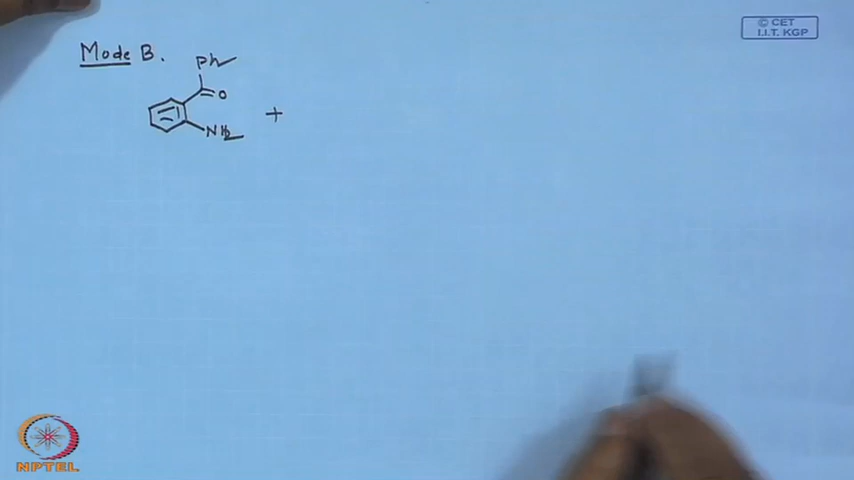 © CET
I.I.T. KGP
Mode B.
Ph
O
NH2
+
NPTEL